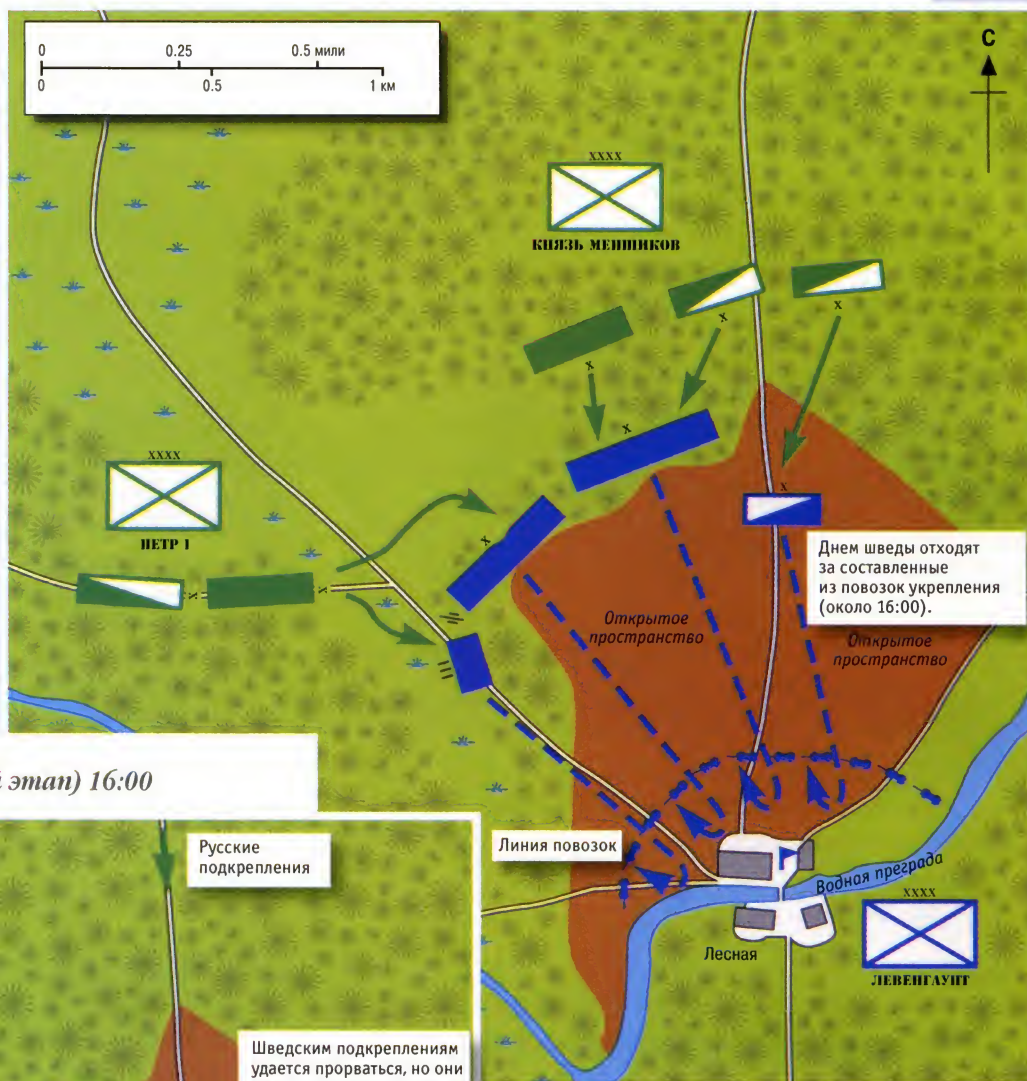 0 0.25 0.5 мили
0 0.5 1 км
С
XXXX
КНЯЗЬ МЕНШИКОВ
x
x
x
x
x
x
XXXX
ПЕТР 1
x
x
Днем шведы отходят
за составленные
из повозок укрепления
(около 16:00).
Открытое
пространство
Открытое
пространство
этап) 16:00
Русские
подкрепления
Линия повозок
Водная преграда
XXXX
Лесная
ЛЕВЕНГАУПТ
Шведским подкреплениям
удается прорваться, но они